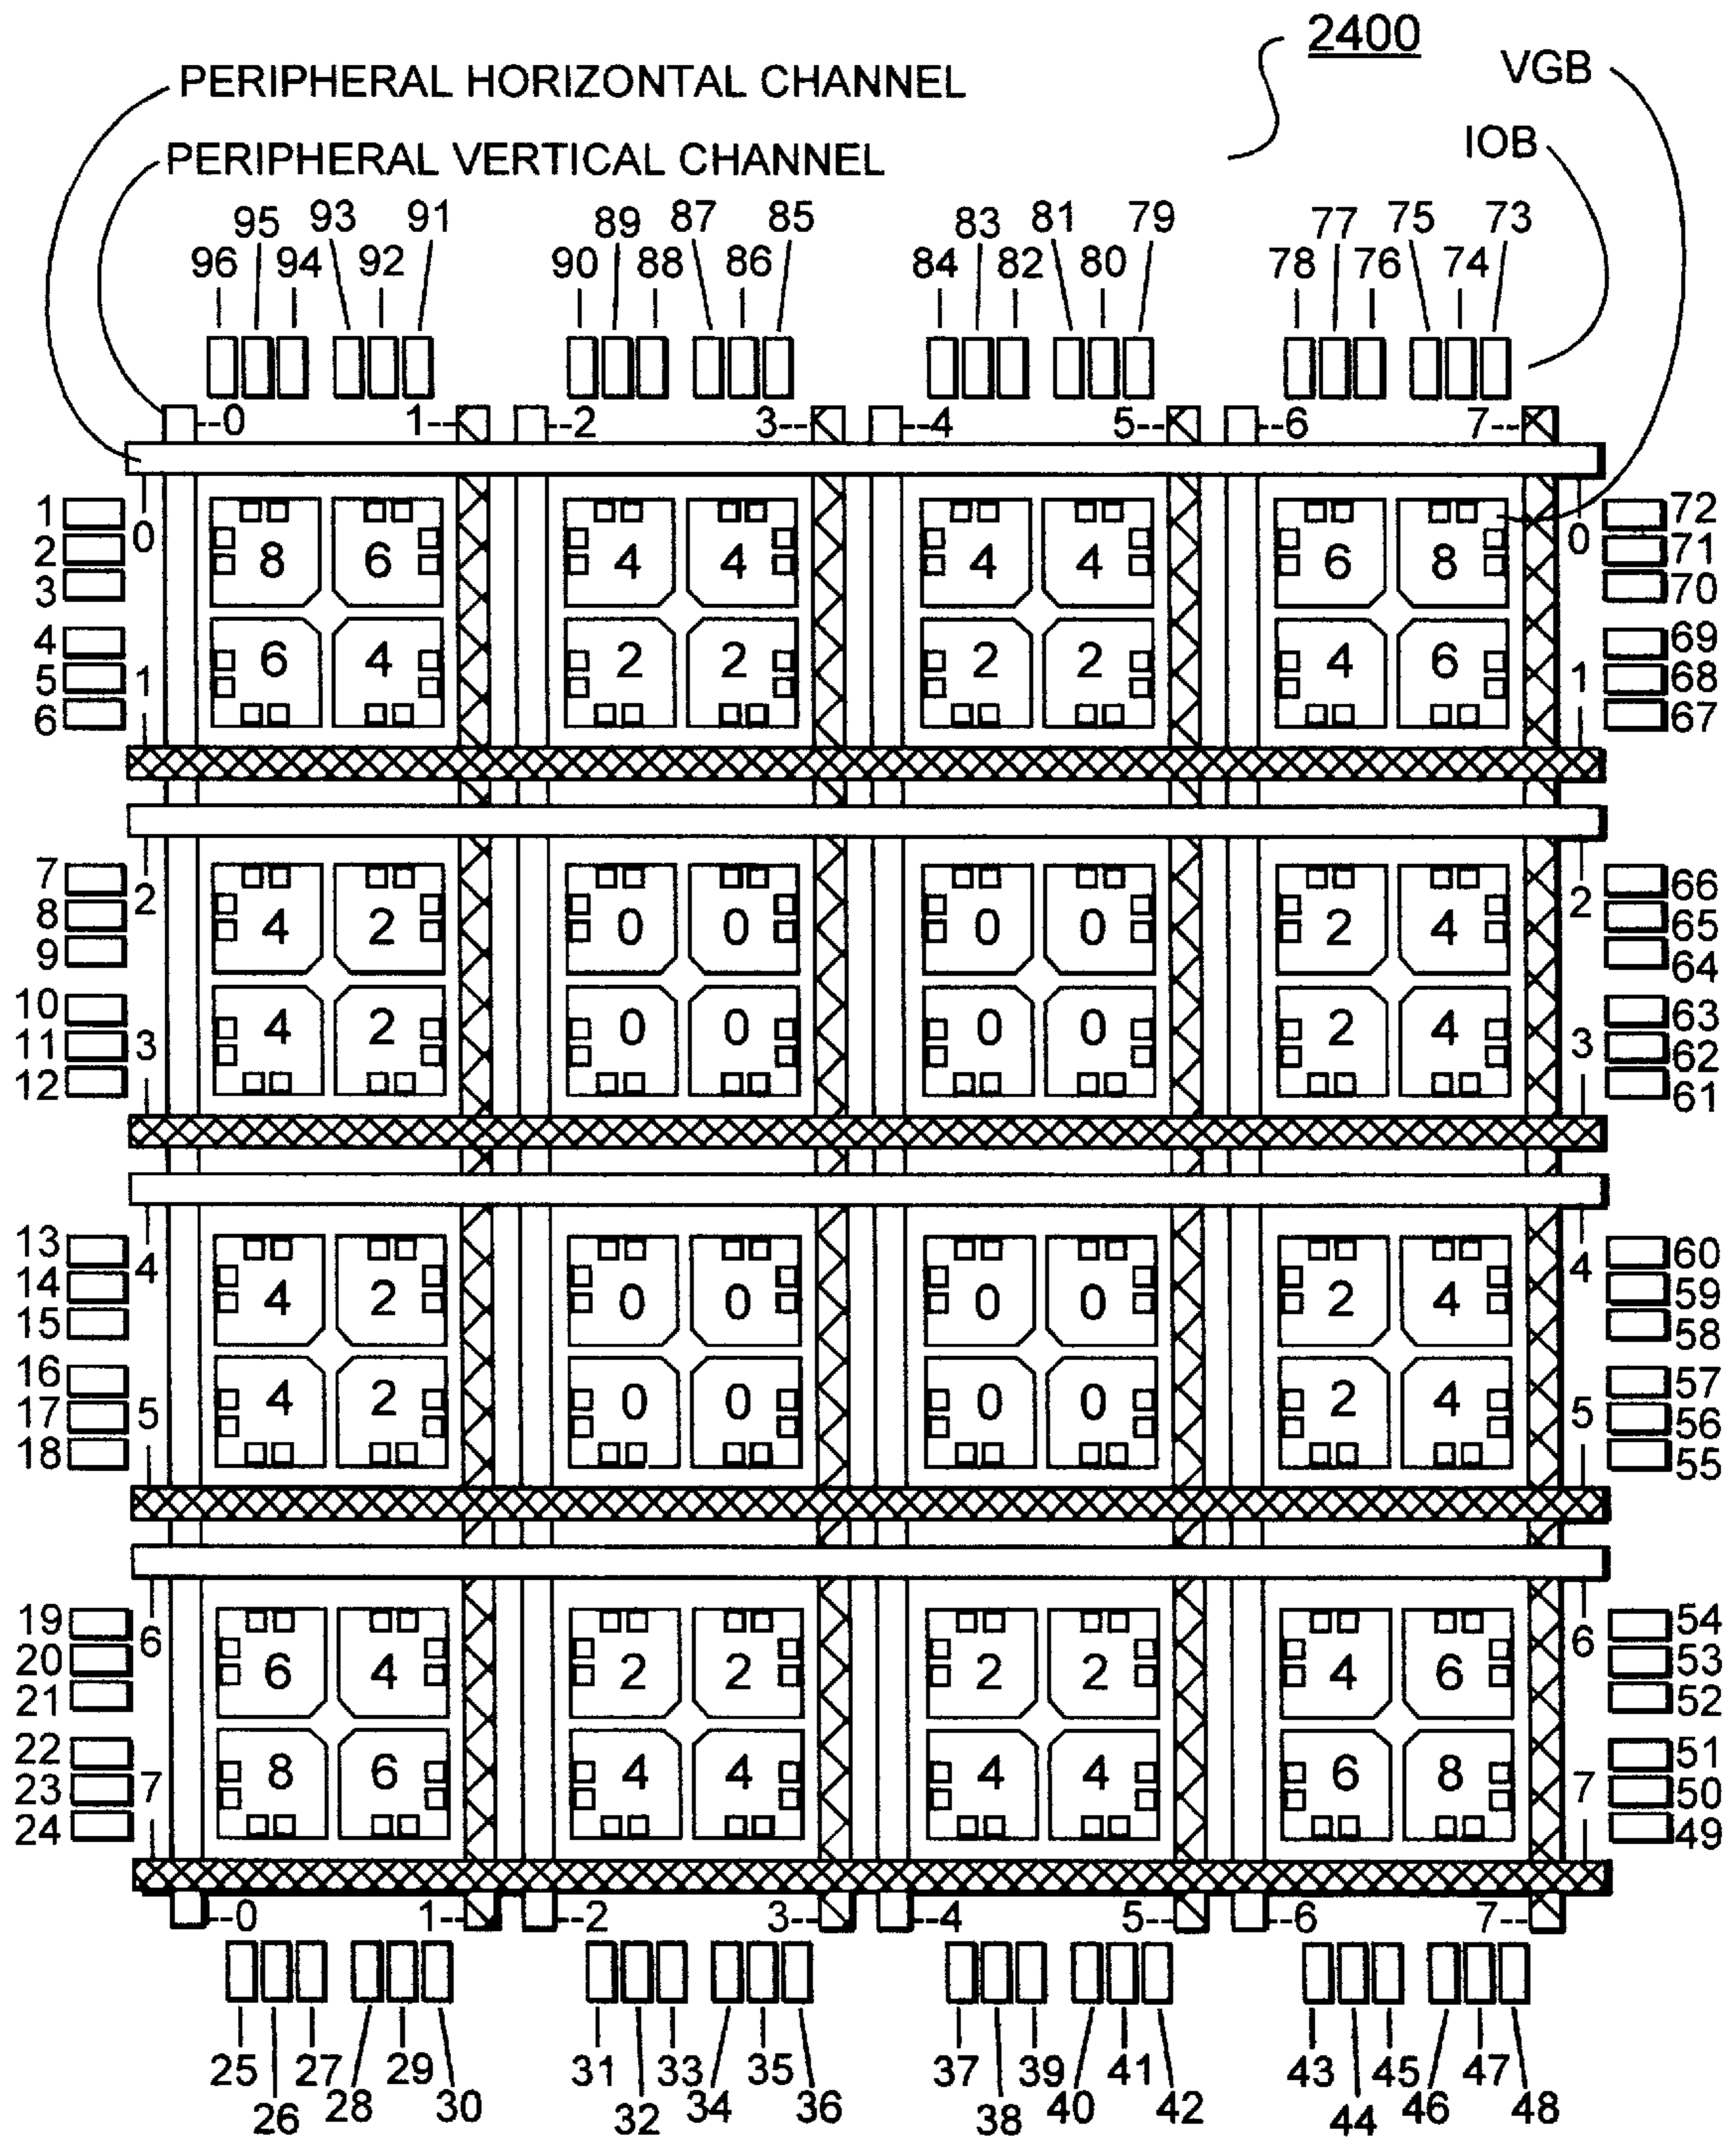 2400
VGB
PERIPHERAL HORIZONTAL CHANNEL
IOB
PERIPHERAL VERTICAL CHANNEL
95 93 91 89 87 85 83 81 79 77 75 73
96 94 92 90 88 86 84 82 80 78 76 74
--0 1-- --2 3-- --4 5-- --6 7--
1 72
0 0
2 8 6 4 4 4 4 6 8 71
3 70
4 69
5 1 6 4 2 2 2 2 4 6 1 68
6 67
7 66
2 2
8 4 2 0 0 0 0 2 4 65
9 64
10 63
11 3 4 2 0 0 0 0 2 4 3 62
12 61
13 60
4 4
14 4 2 0 0 0 0 2 4 59
15 58
16 57
17 5 4 2 0 0 0 0 2 4 5 56
18 55
19 54
6 6
20 6 4 2 2 2 2 4 6 53
21 52
22 51
23 7 8 6 4 4 4 4 6 8 7 50
24 49
--0 1-- --2 3-- --4 5-- --6 7--
25 27 29 31 33 35 37 39 41 43 45 47
26 28 30 32 34 36 38 40 42 44 46 48